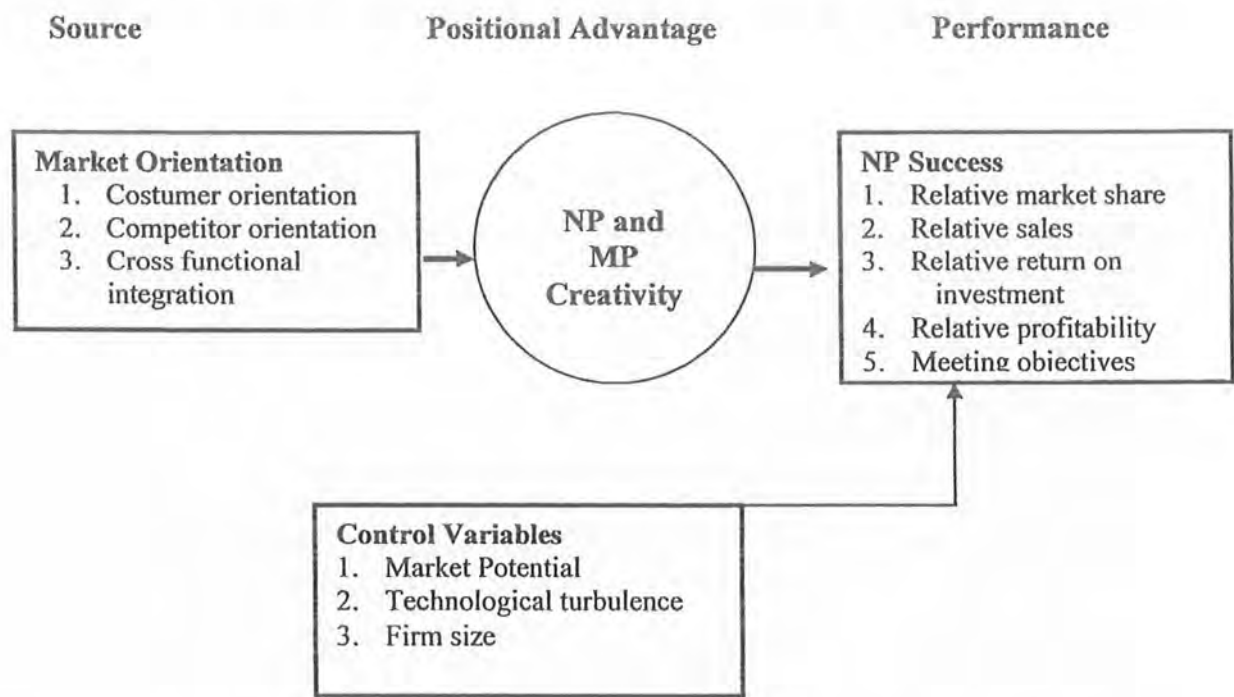 Source Positional Advantage Performance
Market Orientation
1. Costumer orientation
2. Competitor orientation
3. Cross functional
integration
NP and
MP
Creativity
NP Success
1. Relative market share
2. Relative sales
3. Relative return on
investment
4. Relative profitability
5. Meeting objectives
Control Variables
1. Market Potential
2. Technological turbulence
3. Firm size